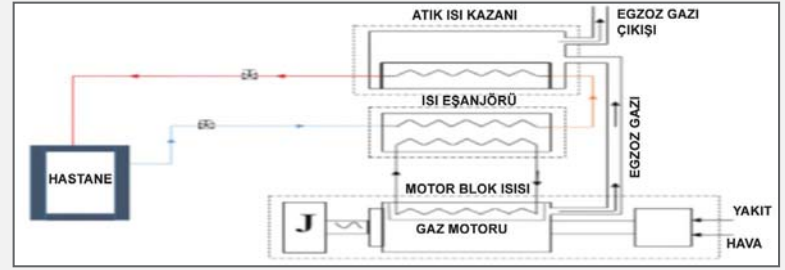 ATIK ISI KAZANI
EGZOZ GAZI
ÇIKIŞI
ISI EŞANJÖRÜ
EGZOZ GAZI
HASTANE
MOTOR BLOK ISISI
J
GAZ MOTORU
YAKIT
HAVA